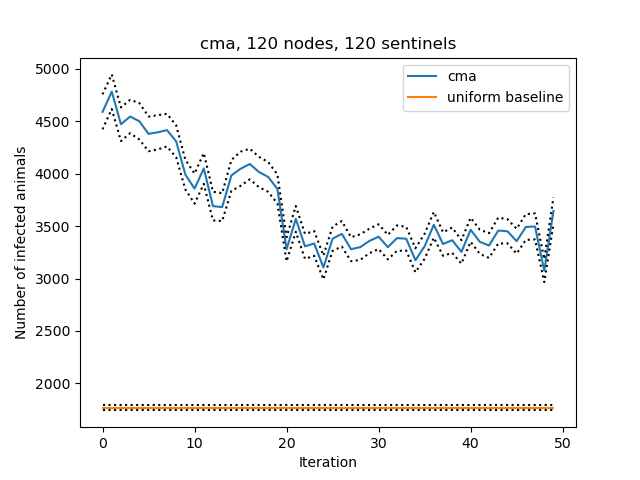 cma, 120 nodes, 120 sentinels
cma
uniform baseline
Number of infected animals
5000
4500
4000
3500
3000
2500
2000
0 10 20 30 40 50
Iteration